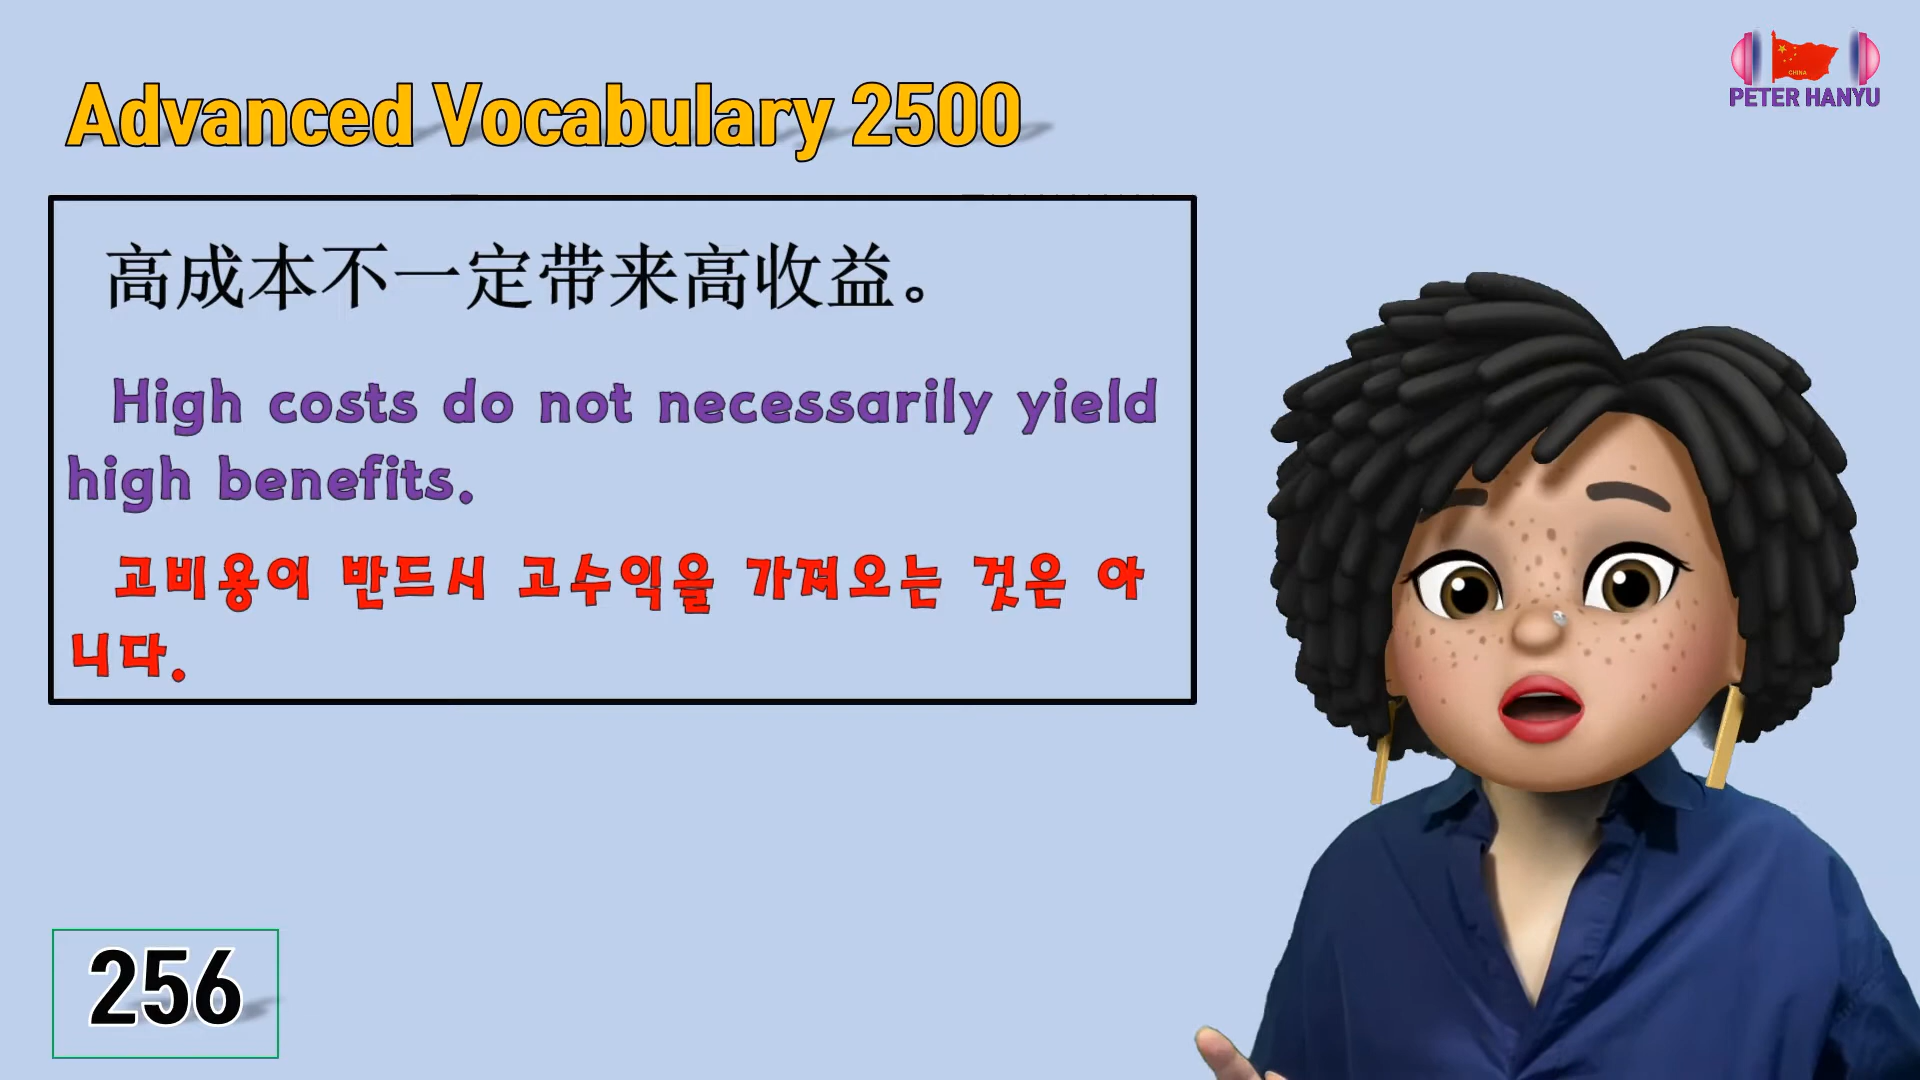 CHINA
PETER HANYU
Advanced Vocabulary 2500
高成本不一定带来高收益。
High costs do not necessarily yield
high benefits.
고비용이 반드시 고수익을 가져오는 것은 아
니다.
256